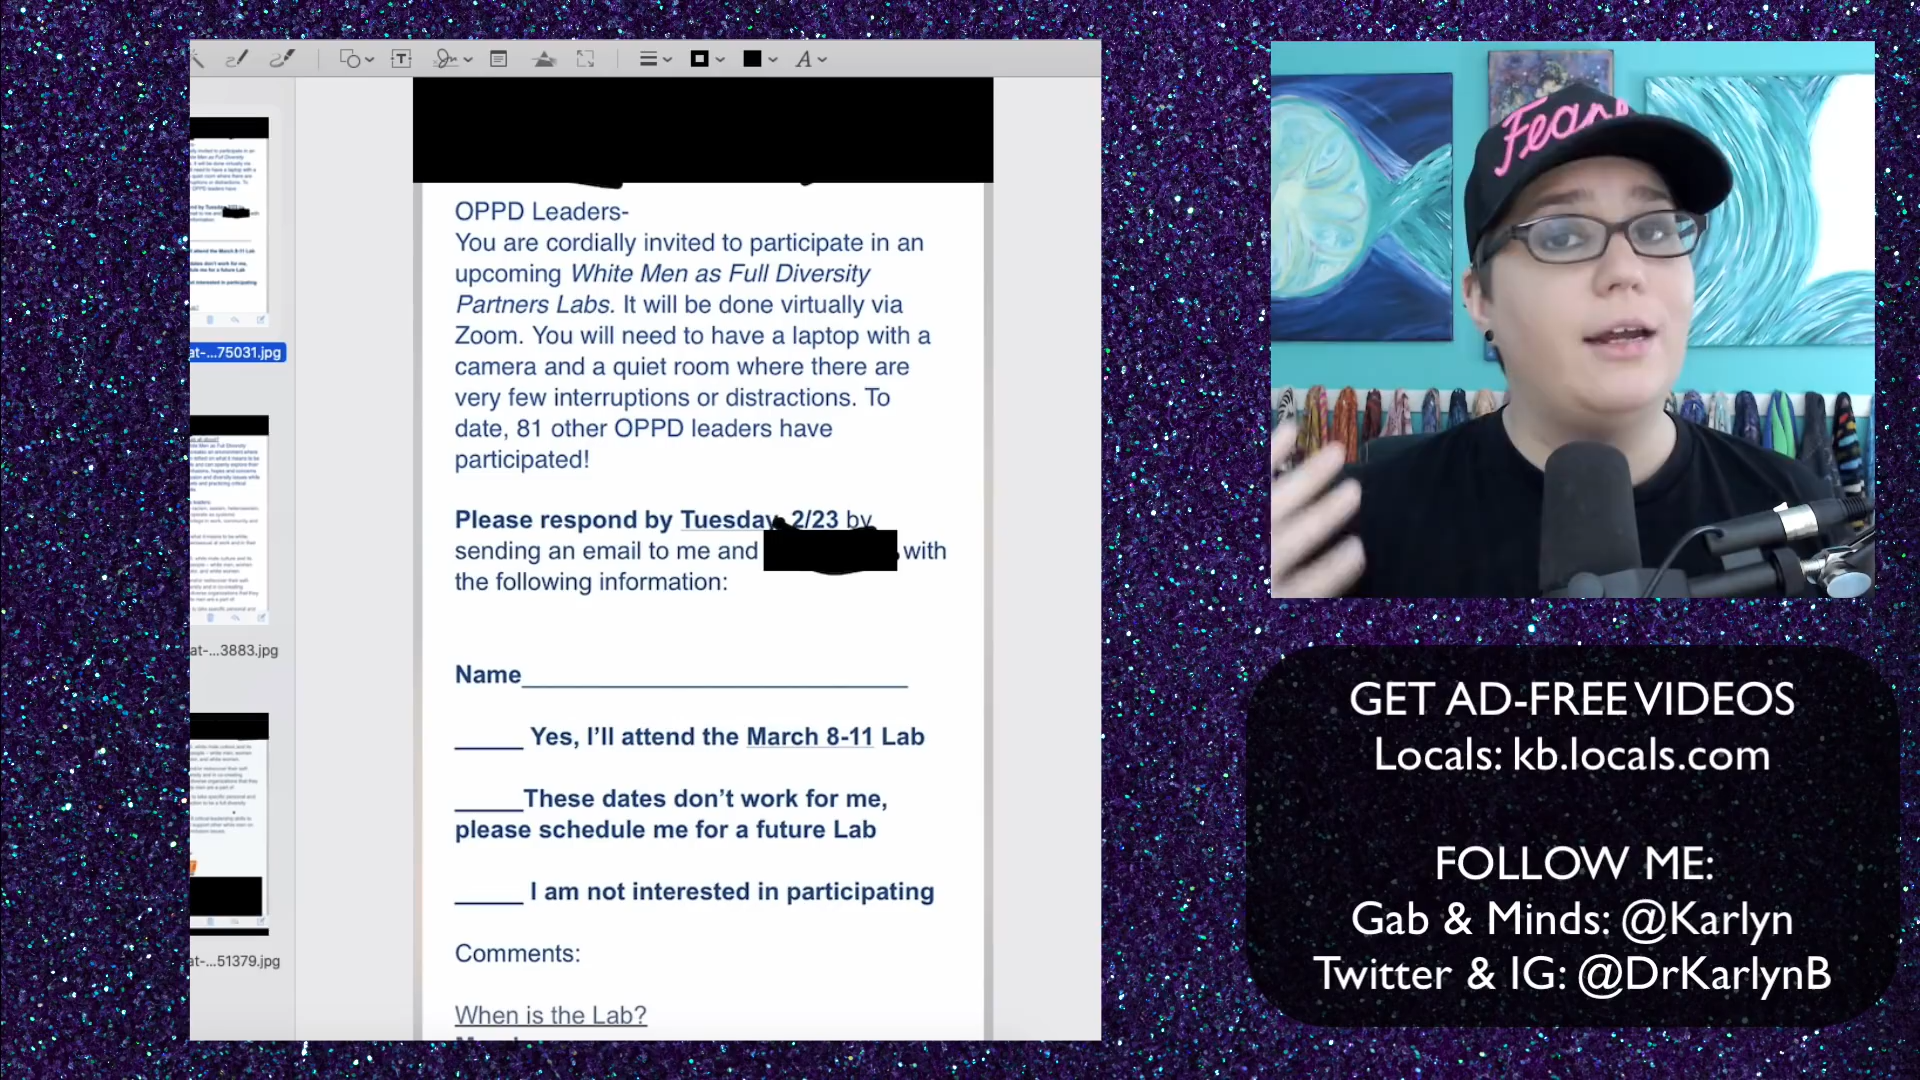 OPPD Leaders-
You are cordially invited to participate in an
upcoming White Men as Full Diversity
Partners Labs. It will be done virtually via
Zoom. You will need to have a laptop with a
camera and a quiet room where there are
very few interruptions or distractions. To
date, 81 other OPPD leaders have
participated!
Please respond by Tuesday, 2/23 by
sending an email to me and with
the following information:
Name
Yes, I'll attend the March 8-11 Lab
These dates don't work for me,
please schedule me for a future Lab
I am not interested in participating
Comments:
When is the Lab?
at-...75031.jpg
at-...3883.jpg
at-...51379.jpg
GET AD-FREE VIDEOS
Locals: kb.locals.com
FOLLOW ME:
Gab & Minds: @Karlyn
Twitter & IG: @DrKarlynB